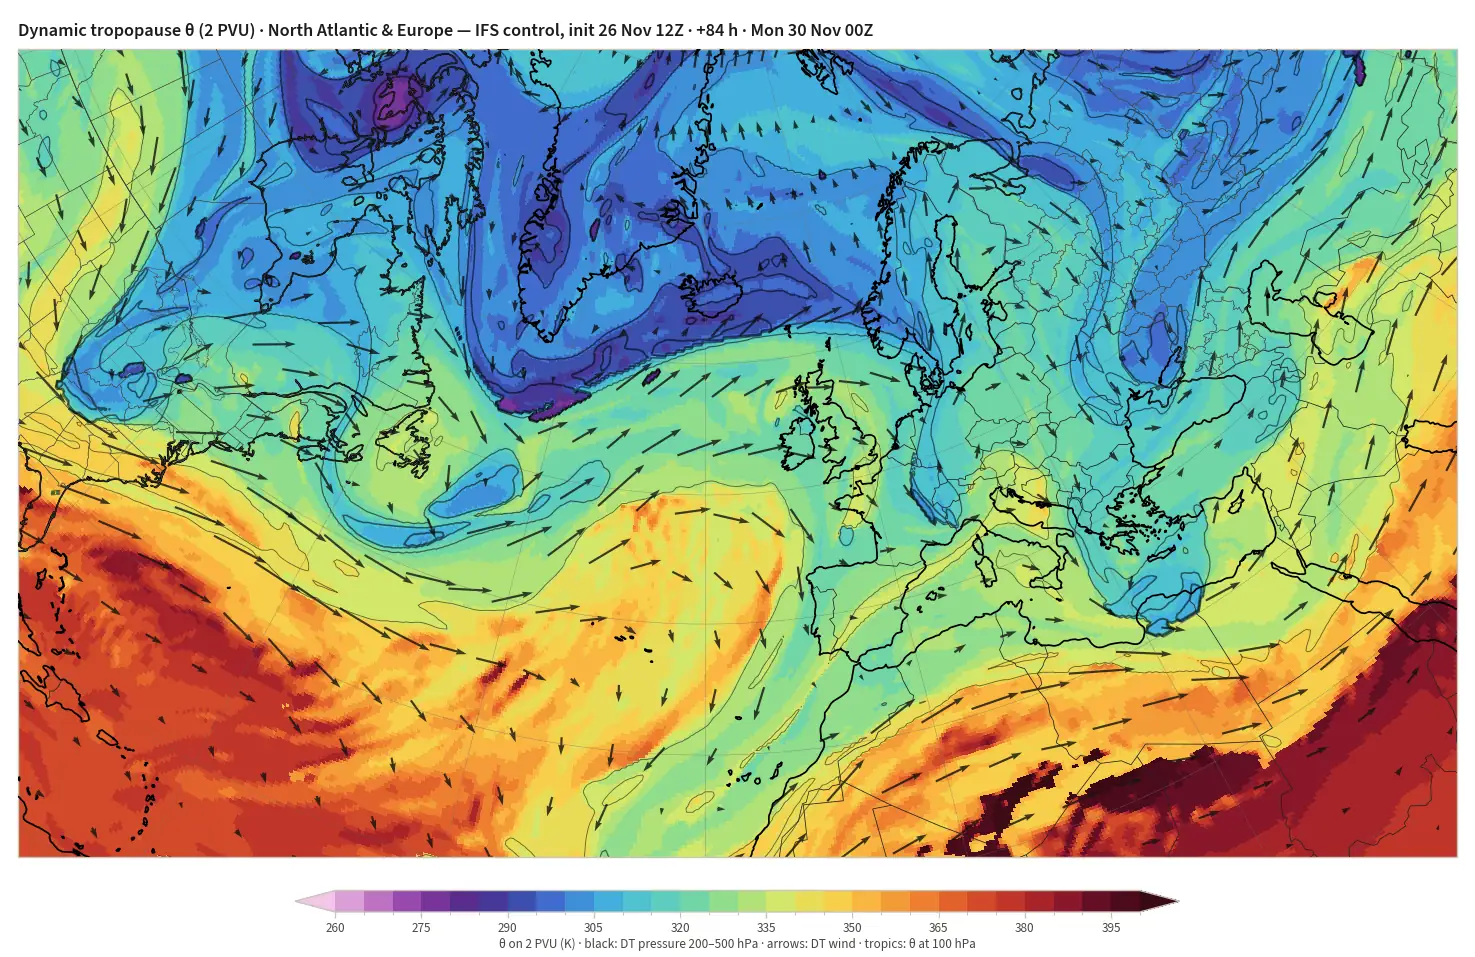 Dynamic tropopause θ (2 PVU) · North Atlantic & Europe — IFS control, init 26 Nov 12Z · +84 h · Mon 30 Nov 00Z
260 275 290 305 320 335 350 365 380 395
θ on 2 PVU (K) · black: DT pressure 200–500 hPa · arrows: DT wind · tropics: θ at 100 hPa